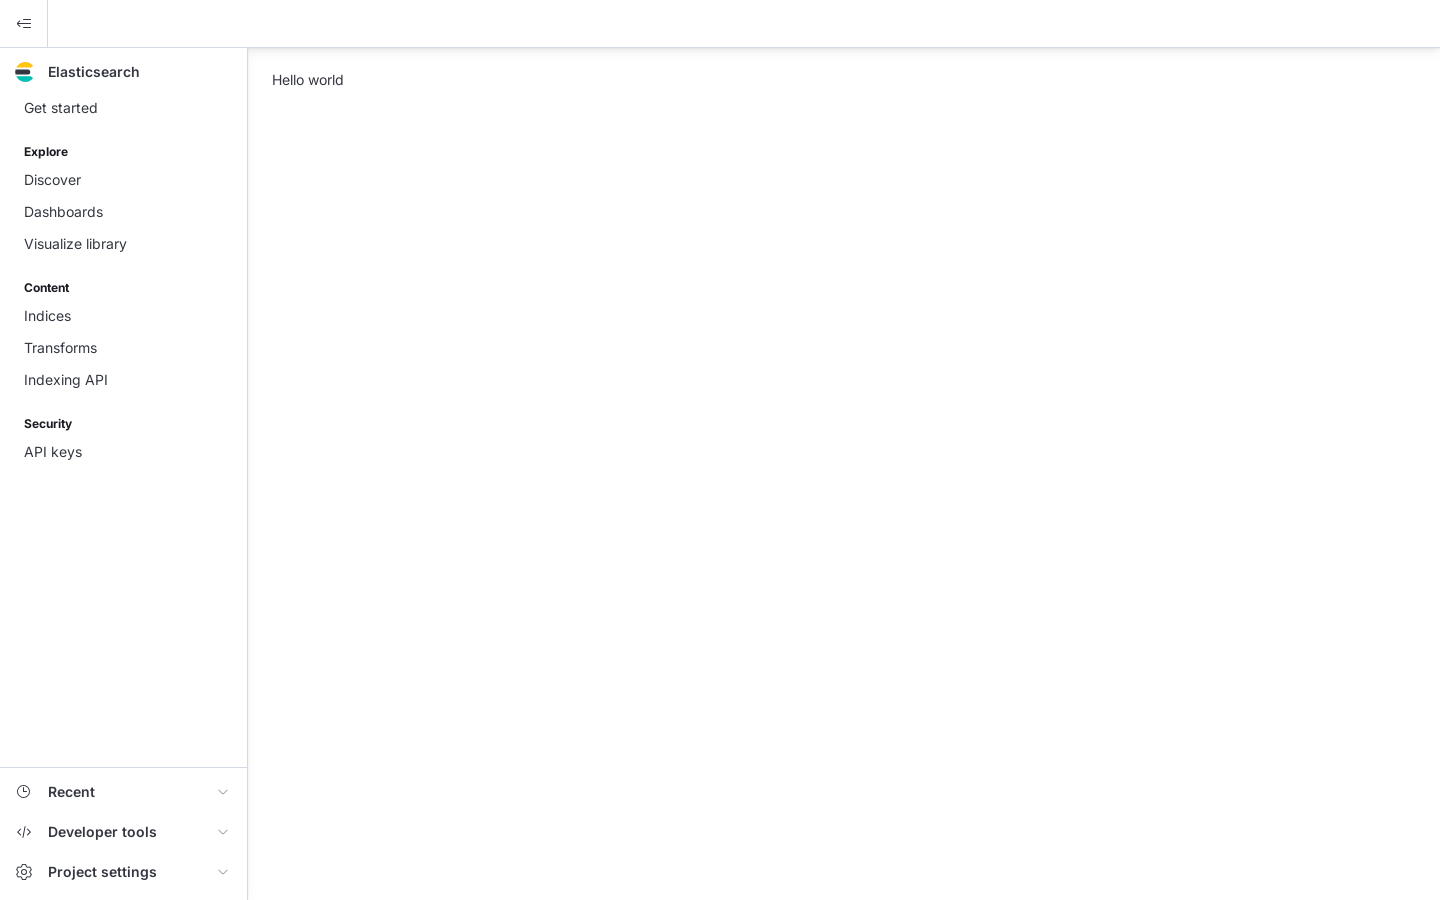 Elasticsearch
Get started
Explore
Discover
Dashboards
Visualize library
Content
Indices
Transforms
Indexing API
Security
API keys
Recent
Developer tools
Project settings
Hello world